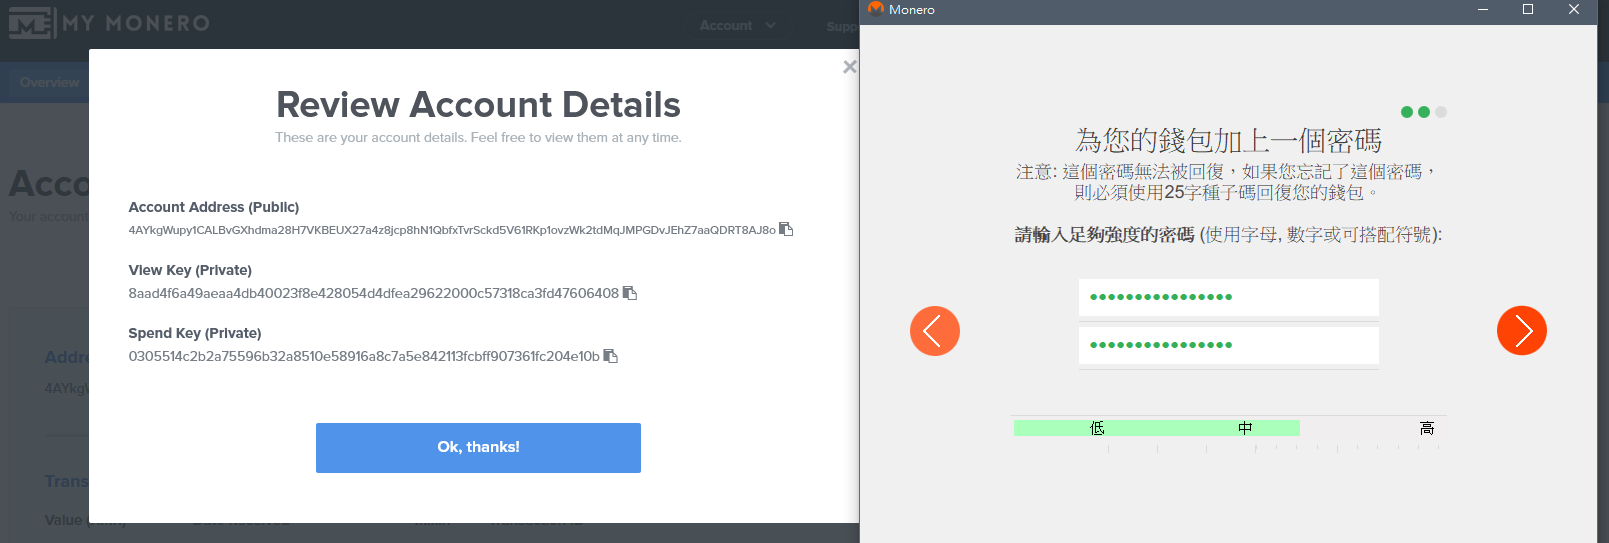 MY MONERO
Account
Supp
Overview
Acco
Your account
Addre
4AYkgW
Trans
Value (
Review Account Details
These are your account details. Feel free to view them at any time.
Account Address (Public)
4AYkgWupy1CALBvGXhdma28H7VKBEUX27a4z8jcp8hN1QbfxTvrSckd5V61RKp1ovzWk2tdMqJMPGDvJEhZ7aaQDRT8AJ8o
View Key (Private)
8aad4f6a49aeaa4db40023f8e428054d4dfea29622000c57318ca3fd47606408
Spend Key (Private)
0305514c2b2a75596b32a8510e58916a8c7a5e842113fcbff907361fc204e10b
Ok, thanks!
Monero
為您的錢包加上一個密碼
注意: 這個密碼無法被回復，如果您忘記了這個密碼，
則必須使用25字種子碼回復您的錢包。
請輸入足夠強度的密碼 (使用字母, 數字或可搭配符號):
低 中 高